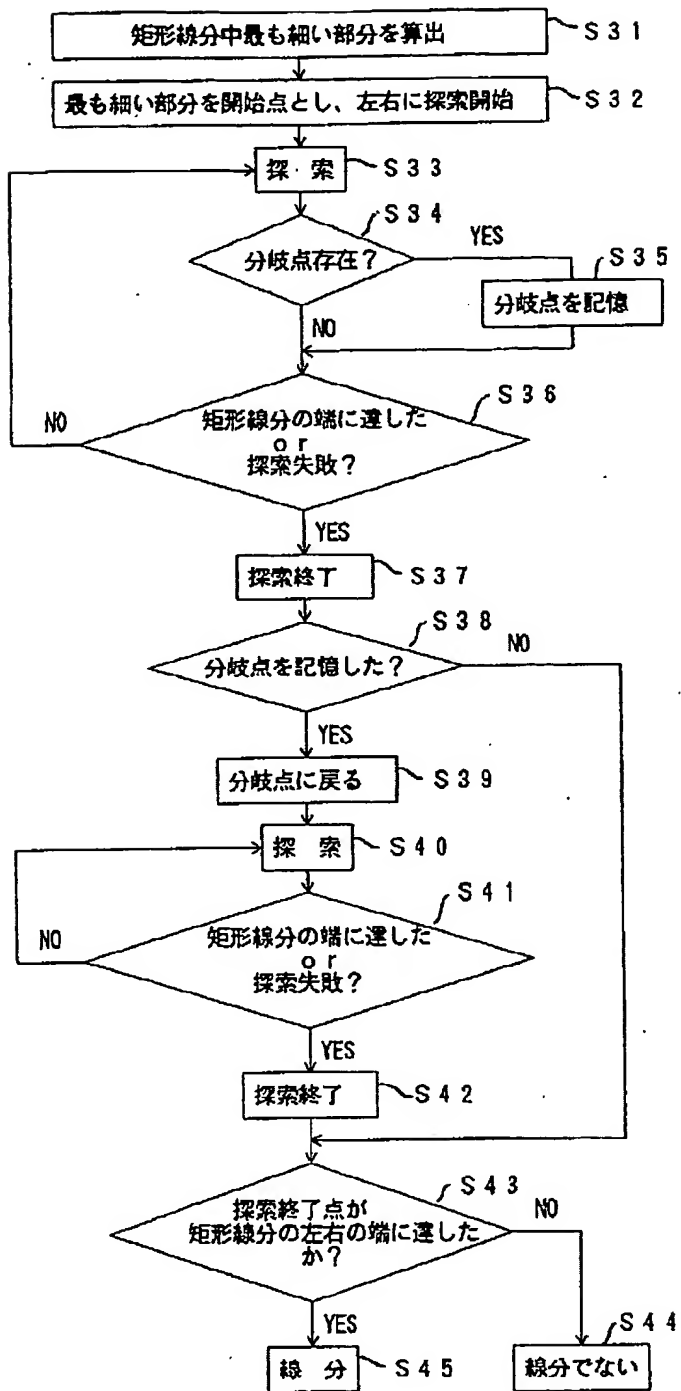 矩形線分中最も細い部分を算出 S31
最も細い部分を開始点とし、左右に探索開始 S32
探・索 S33
S34
分岐点存在? YES
S35
分岐点を記憶
NO
S36
NO
矩形線分の端に達した
or
探索失敗?
YES
探索終了 S37
S38
分岐点を記憶した? NO
YES
分岐点に戻る S39
探 索 S40
S41
NO
矩形線分の端に達した
or
探索失敗?
YES
探索終了 S42
S43
探索終了点が
矩形線分の左右の端に達した
か?
NO
YES
S44
線 分 S45
線分でない